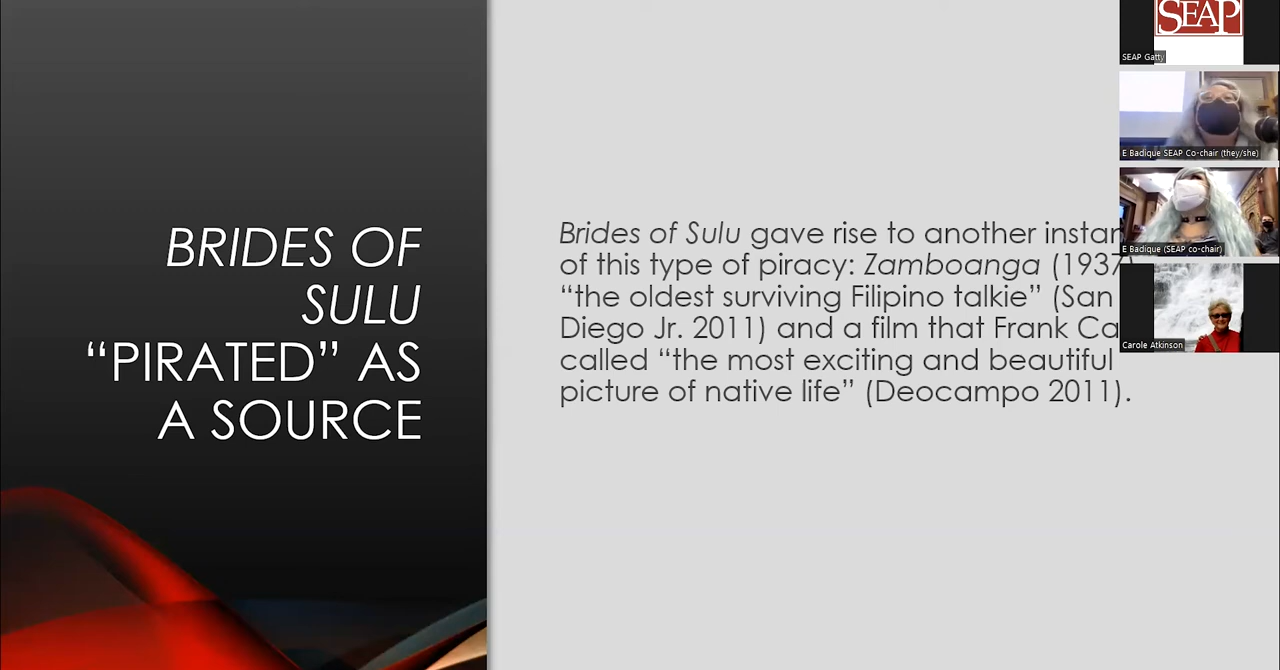 BRIDES OF
SULU
“PIRATED” AS
A SOURCE
Brides of Sulu gave rise to another
of this type of piracy: Zamboanga (1937)
“the oldest surviving Filipino talkie” (San
Diego Jr. 2011) and a film that Frank
called “the most exciting and beautiful
picture of native life” (Deocampo 2011).
SEAP
SEAP Gatty
E Badique SEAP Co-chair (they/she)
E Badique (SEAP co-chair)
Carole Atkinson